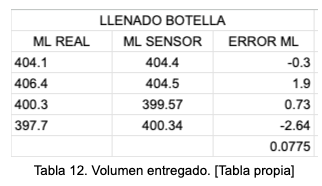 LLENADO BOTELLA
ML REAL ML SENSOR ERROR ML
404.1 404.4 -0.3
406.4 404.5 1.9
400.3 399.57 0.73
397.7 400.34 -2.64
0.0775
Tabla 12. Volumen entregado. [Tabla propia]